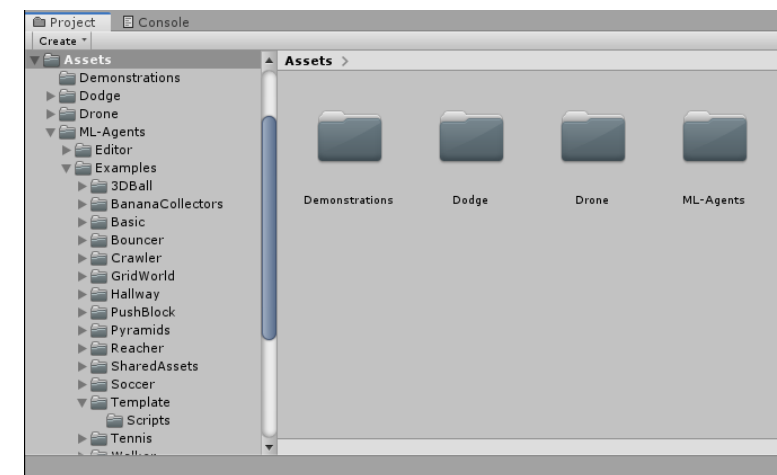 Project Console
Create
Assets
Demonstrations
Dodge
Drone
ML-Agents
Editor
Examples
3DBall
BananaCollectors
Basic
Bouncer
Crawler
GridWorld
Hallway
PushBlock
Pyramids
Reacher
SharedAssets
Soccer
Template
Scripts
Tennis
Assets >
Demonstrations Dodge Drone ML-Agents